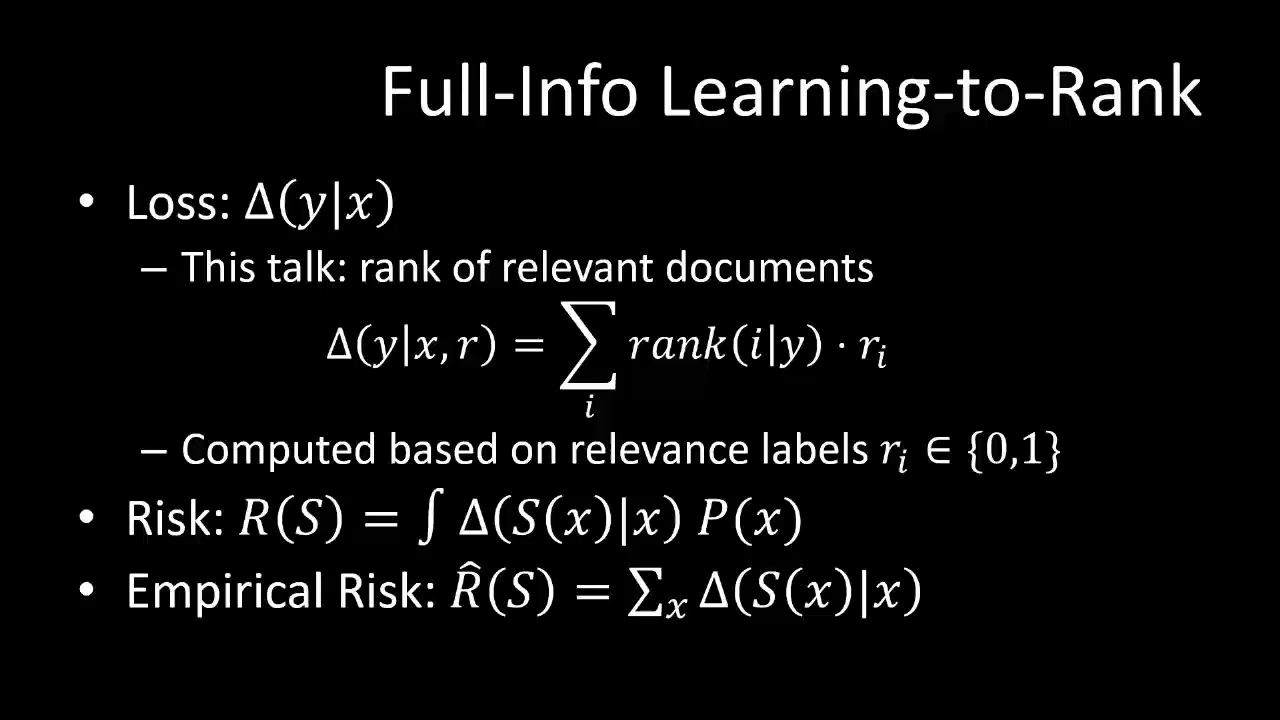 Full-Info Learning-to-Rank
• Loss: Δ(y|x)
– This talk: rank of relevant documents
Δ(y|x, r) = ∑_i rank(i|y) · r_i
– Computed based on relevance labels r_i ∈ {0,1}
• Risk: R(S) = ∫ Δ(S(x)|x) P(x)
• Empirical Risk: R̂(S) = ∑_x Δ(S(x)|x)